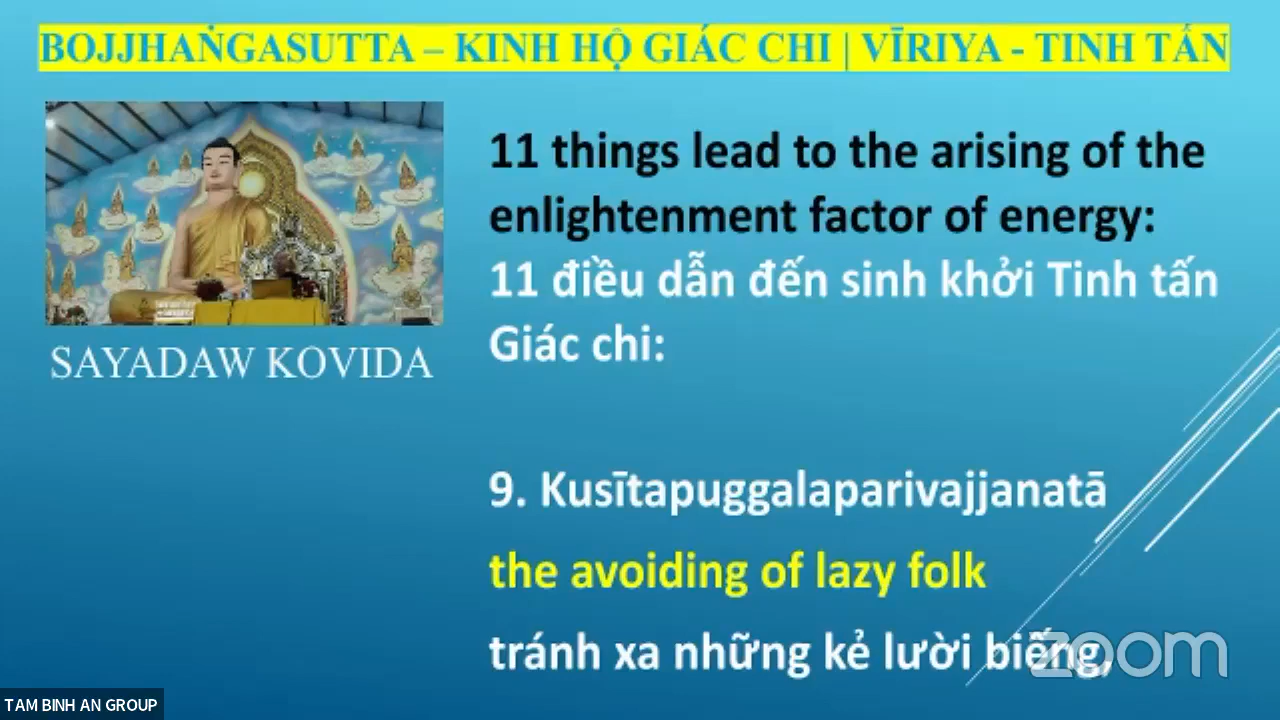 BOJJHAṄGASUTTA – KINH HỘ GIÁC CHI | VĪRIYA - TINH TẤN
11 things lead to the arising of the
enlightenment factor of energy:
11 điều dẫn đến sinh khởi Tinh tấn
Giác chi:
SAYADAW KOVIDA
9. Kusītapuggalaparivajjanatā
the avoiding of lazy folk
tránh xa những kẻ lười biếng,
zoom
TAM BINH AN GROUP